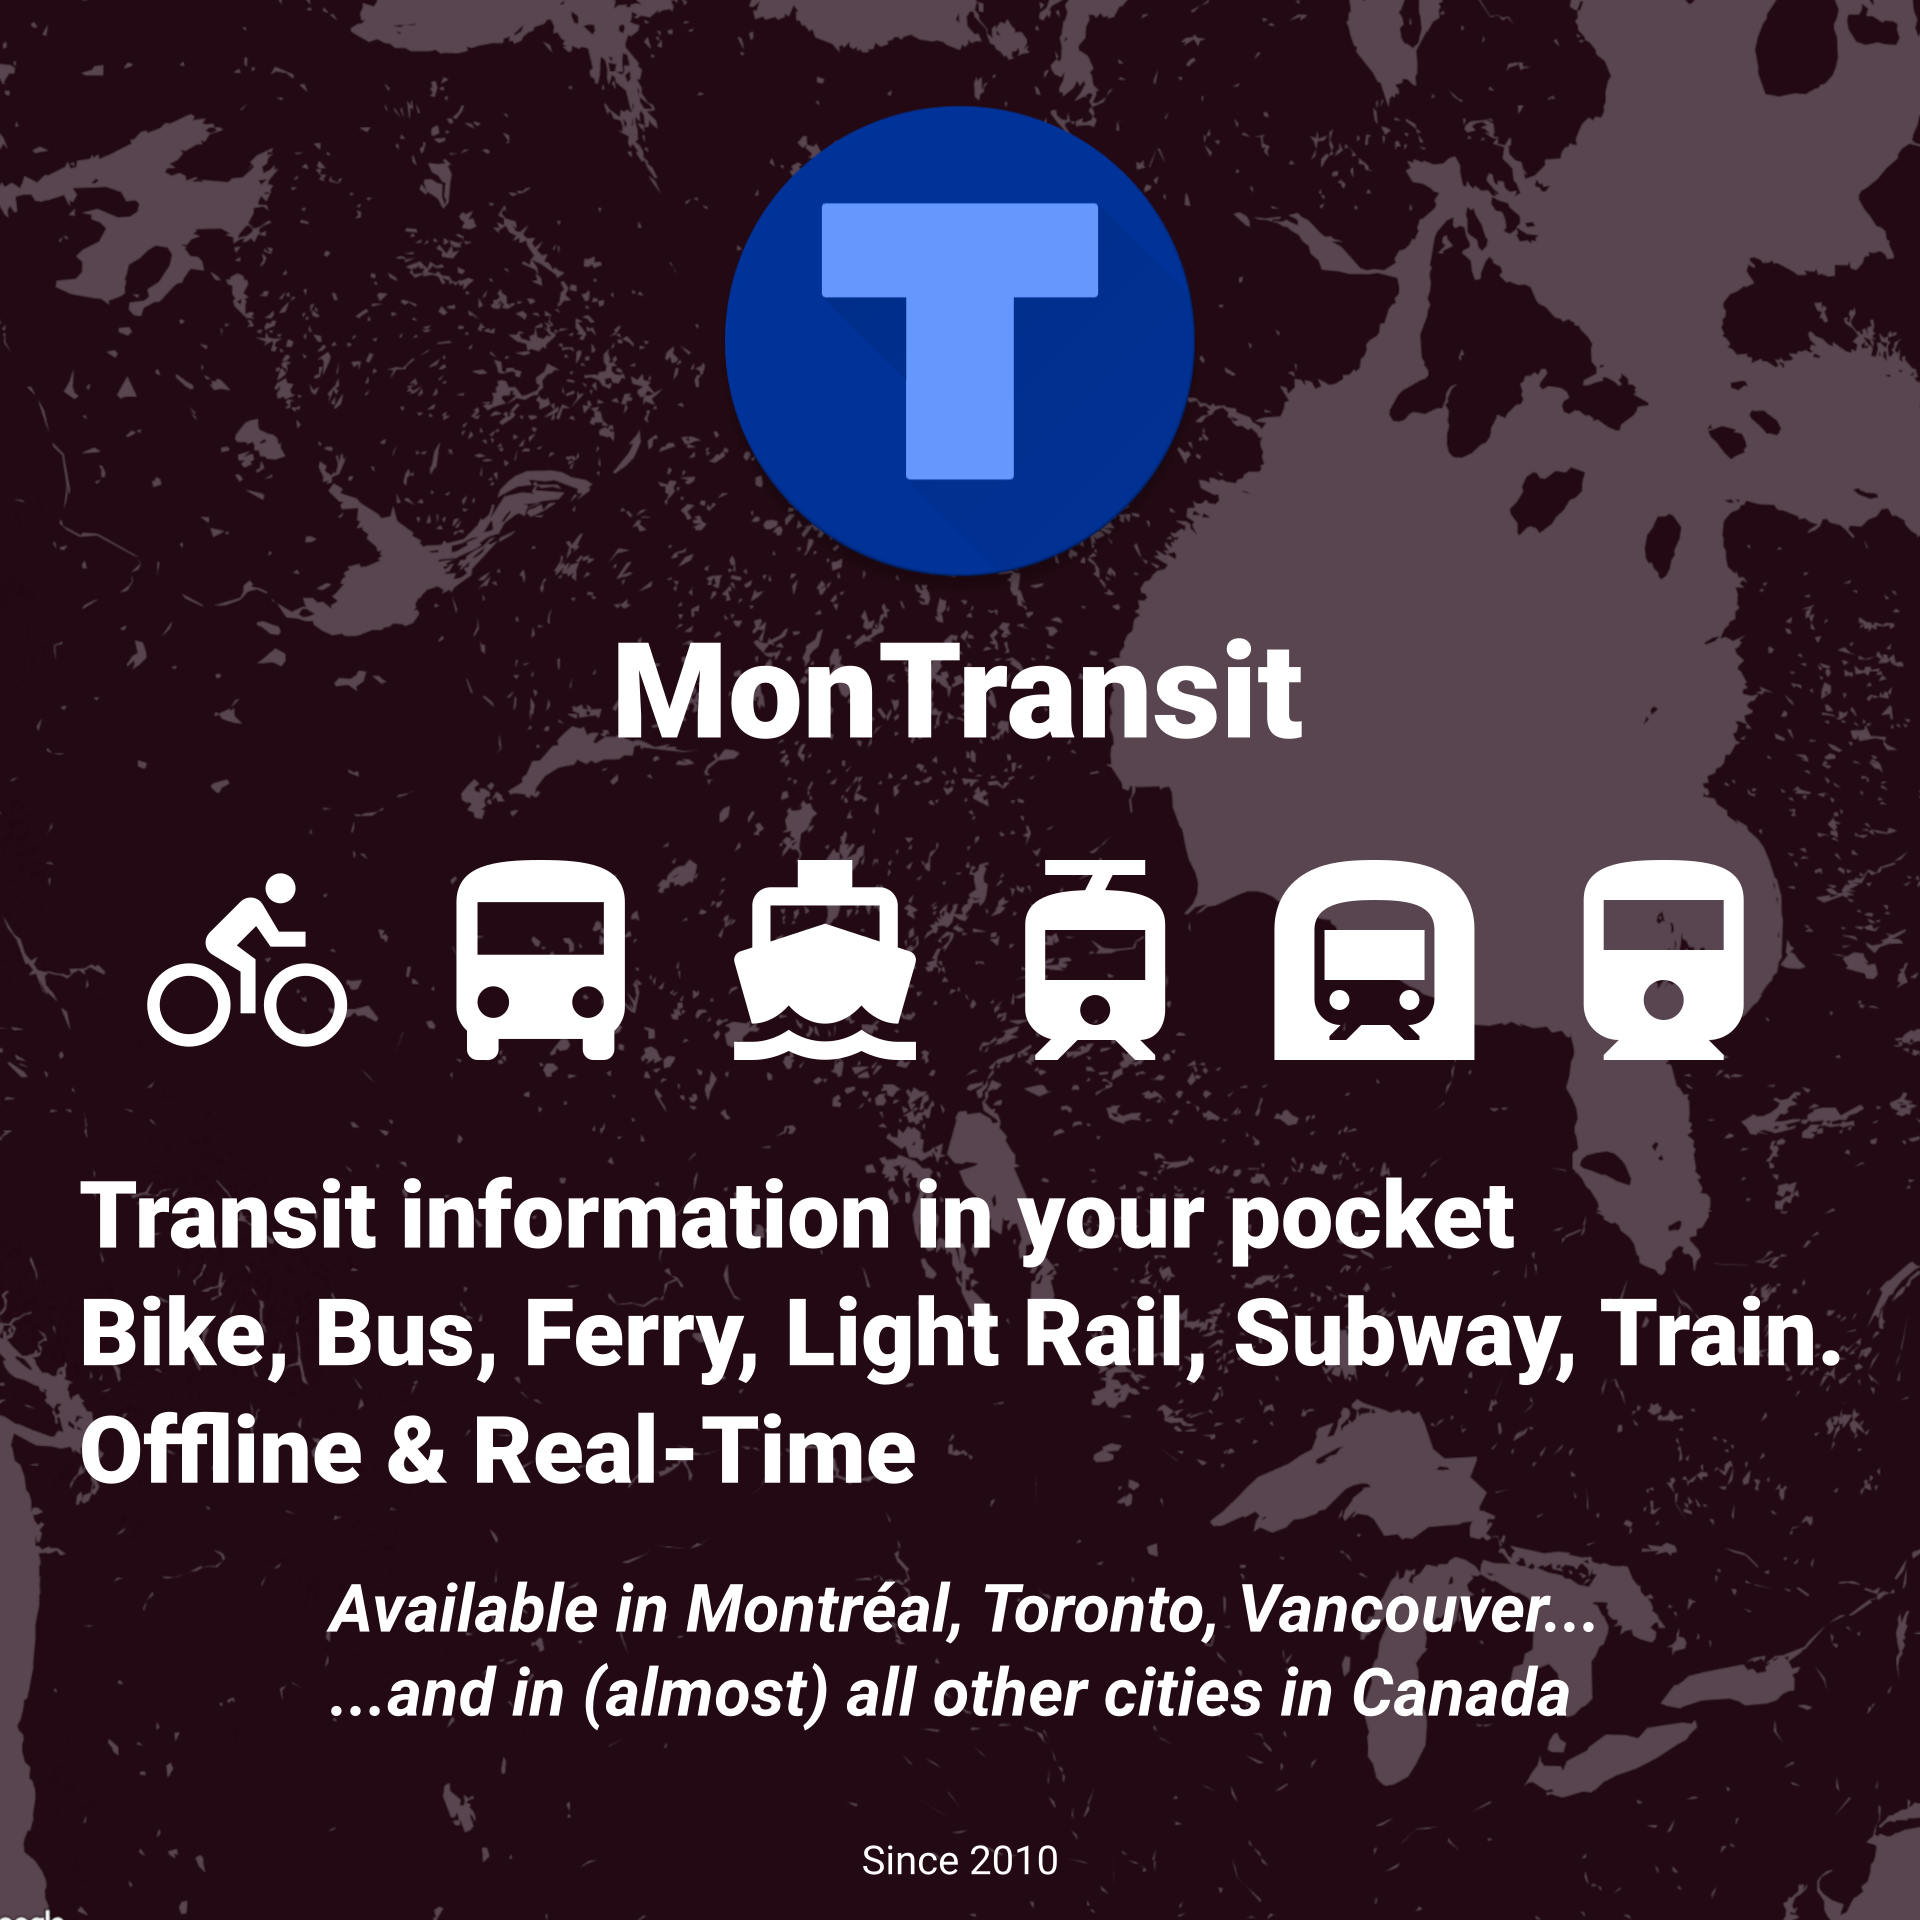 T
MonTransit
Transit information in your pocket
Bike, Bus, Ferry, Light Rail, Subway, Train.
Offline & Real-Time
Available in Montréal, Toronto, Vancouver...
...and in (almost) all other cities in Canada
Since 2010